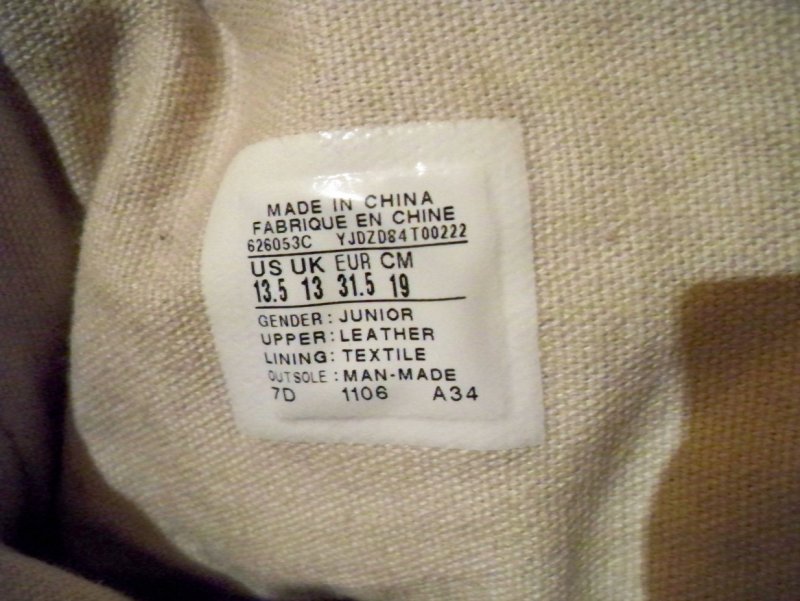 MADE IN CHINA
FABRIQUE EN CHINE
626053C YJDZD84T00222
US UK EUR CM
13.5 13 31.5 19
GENDER: JUNIOR
UPPER: LEATHER
LINING: TEXTILE
OUTSOLE: MAN-MADE
7D 1106 A34